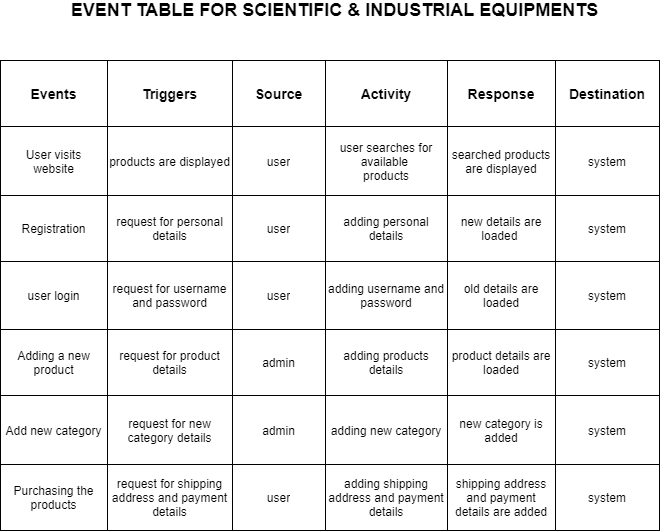 EVENT TABLE FOR SCIENTIFIC & INDUSTRIAL EQUIPMENTS
Events Triggers Source Activity Response Destination
User visits
website
products are displayed
user
user searches for
available
products
searched products
are displayed
system
Registration
request for personal
details
user
adding personal
details
new details are
loaded
system
user login
request for username
and password
user
adding username and
password
old details are
loaded
system
Adding a new
product
request for product
details
admin
adding products
details
product details are
loaded
system
Add new category
request for new
category details
admin
adding new category
new category is
added
system
Purchasing the
products
request for shipping
address and payment
details
user
adding shipping
address and payment
details
shipping address
and payment
details are added
system